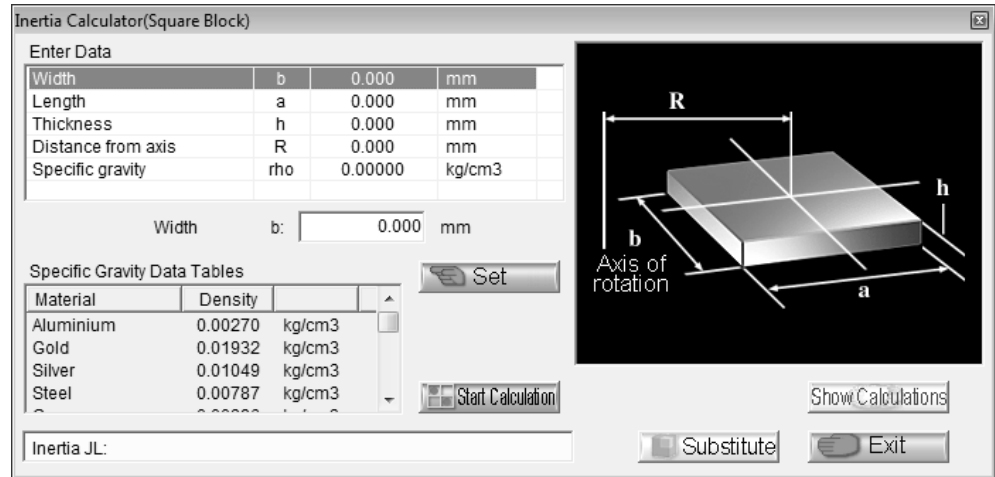 Inertia Calculator(Square Block)
Enter Data
Width b 0.000 mm
Length a 0.000 mm
Thickness h 0.000 mm
Distance from axis R 0.000 mm
Specific gravity rho 0.00000 kg/cm3
Width b: 0.000 mm
Specific Gravity Data Tables
Material Density
Aluminium 0.00270 kg/cm3
Gold 0.01932 kg/cm3
Silver 0.01049 kg/cm3
Steel 0.00787 kg/cm3
Set
Start Calculation
R
h
b
Axis of
rotation
a
Show Calculations
Inertia JL:
Substitute
Exit